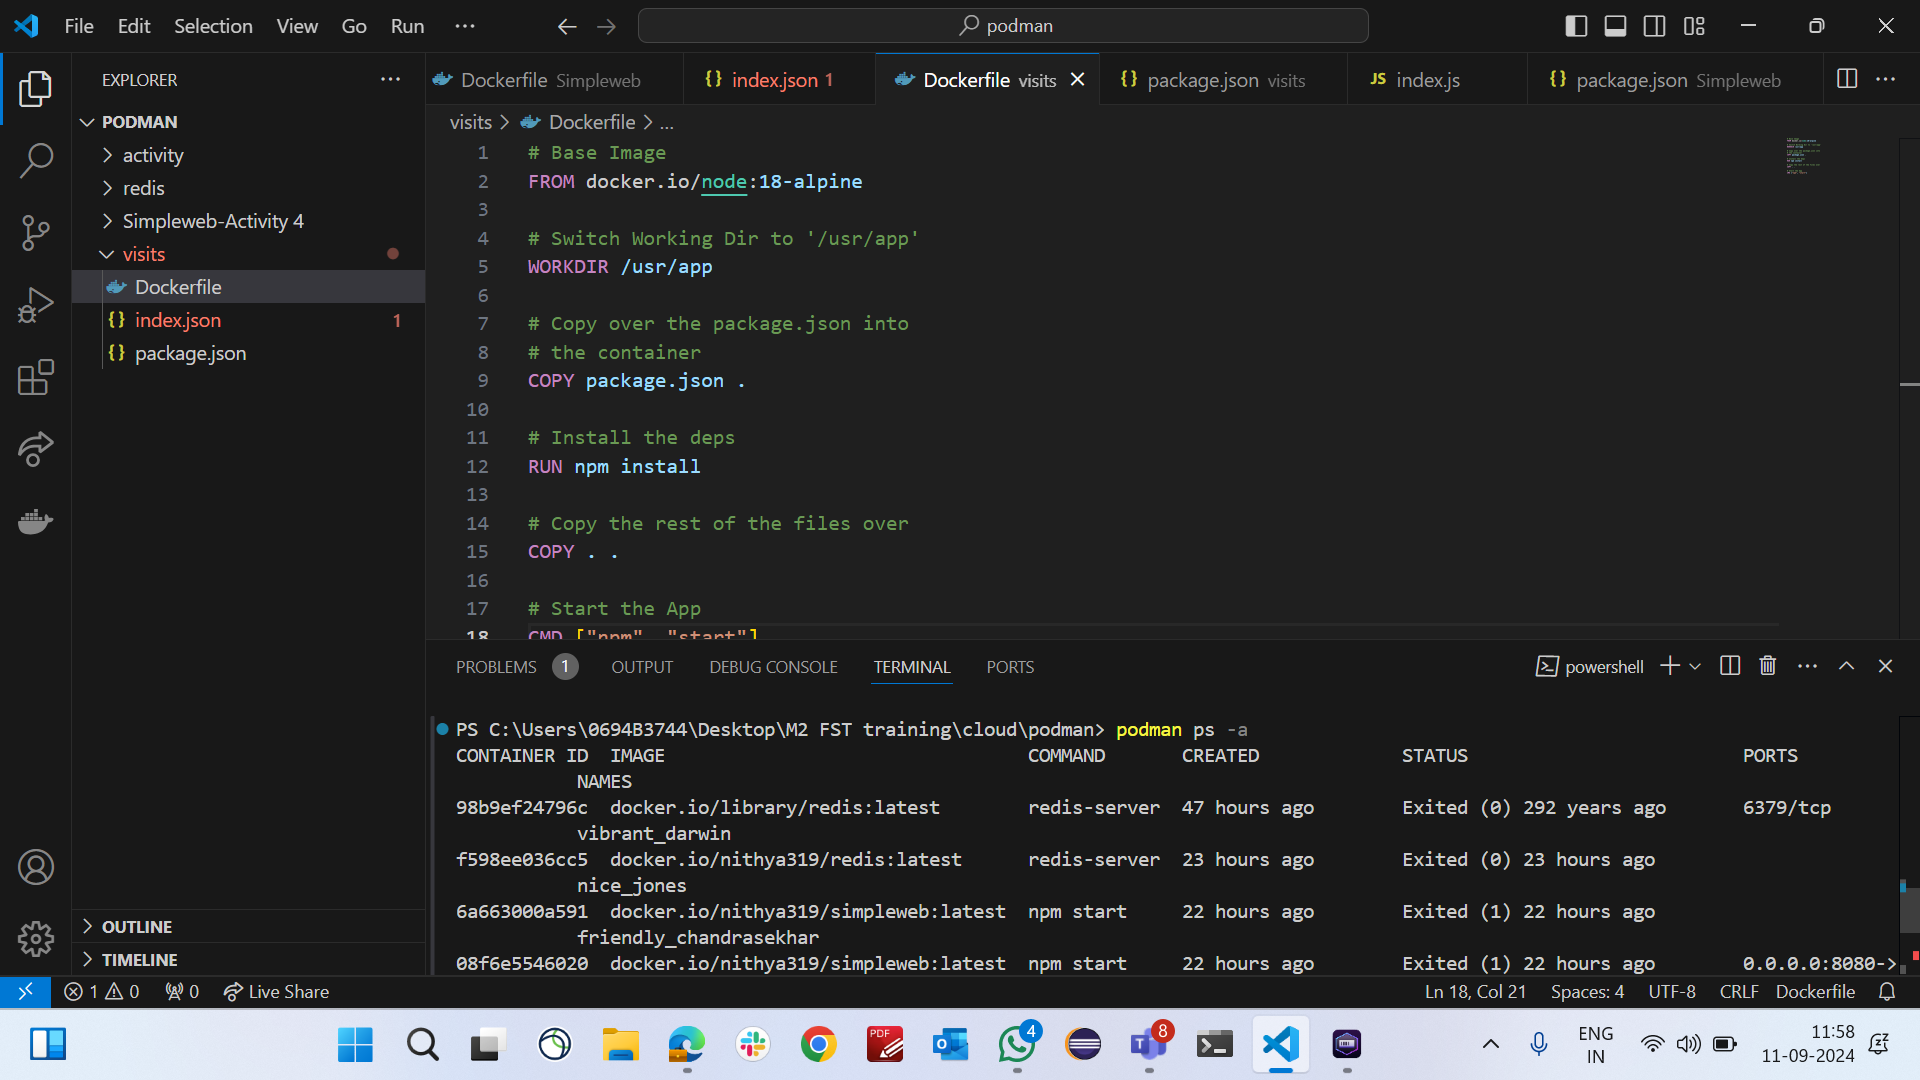 File Edit Selection View Go Run ...
podman
EXPLORER
PODMAN
activity
redis
Simpleweb-Activity 4
visits
Dockerfile
index.json 1
package.json
OUTLINE
TIMELINE
Dockerfile Simpleweb
index.json 1
Dockerfile visits
package.json visits
JS index.js
package.json Simpleweb
visits > Dockerfile > ...
1 # Base Image
2 FROM docker.io/node:18-alpine
3
4 # Switch Working Dir to '/usr/app'
5 WORKDIR /usr/app
6
7 # Copy over the package.json into
8 # the container
9 COPY package.json .
10
11 # Install the deps
12 RUN npm install
13
14 # Copy the rest of the files over
15 COPY . .
16
17 # Start the App
18 CMD ["npm", "start"]
PROBLEMS 1 OUTPUT DEBUG CONSOLE TERMINAL PORTS
powershell
PS C:\Users\0694B3744\Desktop\M2 FST training\cloud\podman> podman ps -a
CONTAINER ID IMAGE COMMAND CREATED STATUS PORTS
NAMES
98b9ef24796c docker.io/library/redis:latest redis-server 47 hours ago Exited (0) 292 years ago 6379/tcp
vibrant_darwin
f598ee036cc5 docker.io/nithya319/redis:latest redis-server 23 hours ago Exited (0) 23 hours ago
nice_jones
6a663000a591 docker.io/nithya319/simpleweb:latest npm start 22 hours ago Exited (1) 22 hours ago
friendly_chandrasekhar
08f6e5546020 docker.io/nithya319/simpleweb:latest npm start 22 hours ago Exited (1) 22 hours ago 0.0.0.0:8080->
1 0 0 Live Share
Ln 18, Col 21 Spaces: 4 UTF-8 CRLF Dockerfile
PDF
4
8
ENG
IN
11:58
11-09-2024